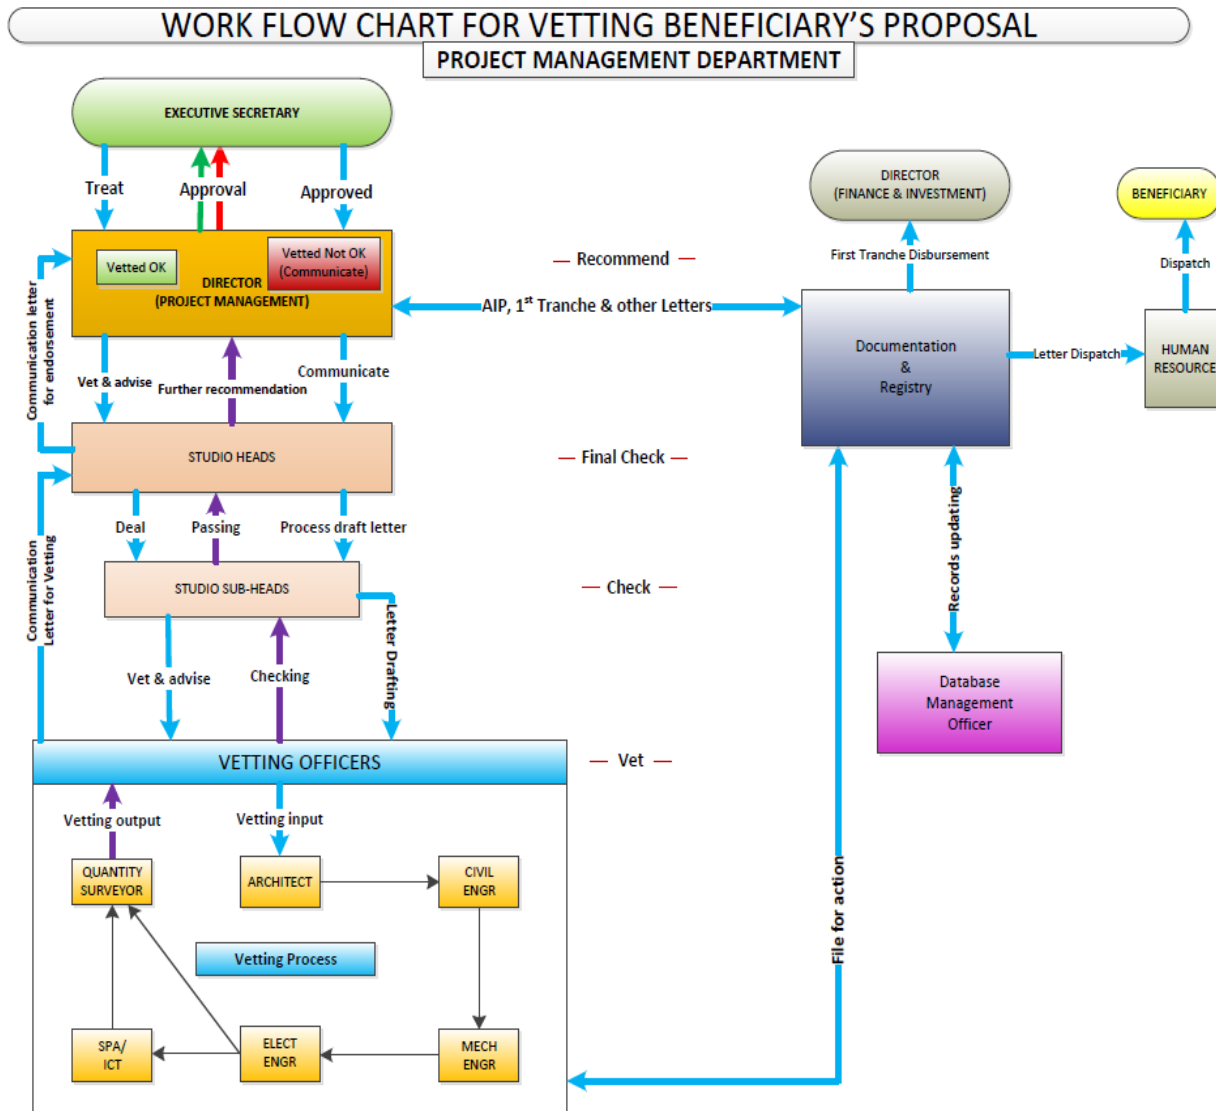 WORK FLOW CHART FOR VETTING BENEFICIARY'S PROPOSAL
PROJECT MANAGEMENT DEPARTMENT
EXECUTIVE SECRETARY
Treat
Approval
Approved
DIRECTOR
(FINANCE & INVESTMENT)
BENEFICIARY
Vetted OK
Vetted Not OK
(Communicate)
DIRECTOR
(PROJECT MANAGEMENT)
— Recommend —
First Tranche Disbursement
Dispatch
AIP, 1st Tranche & other Letters
Documentation
&
Registry
Letter Dispatch
HUMAN
RESOURCE
Communication letter
for endorsement
Vet & advise
Further recommendation
Communicate
STUDIO HEADS
— Final Check —
Deal
Passing
Process draft letter
Records updating
Communication
Letter for Vetting
STUDIO SUB-HEADS
— Check —
Vet & advise
Checking
Letter Drafting
Database
Management
Officer
VETTING OFFICERS
— Vet —
Vetting output
Vetting input
QUANTITY
SURVEYOR
ARCHITECT
CIVIL
ENGR
Vetting Process
File for action
SPA/
ICT
ELECT
ENGR
MECH
ENGR